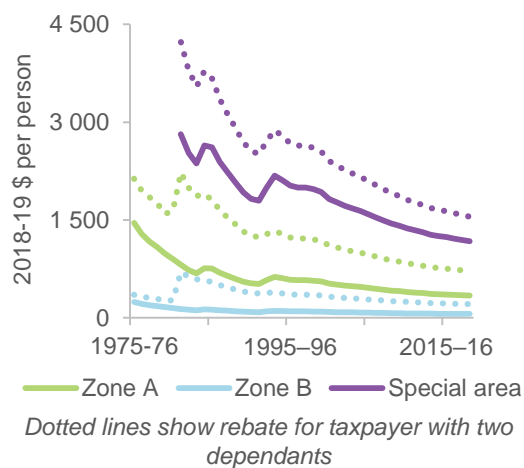 4 500
3 000
1 500
0
2018-19 $ per person
1975-76 1995–96 2015–16
Zone A Zone B Special area
Dotted lines show rebate for taxpayer with two
dependants